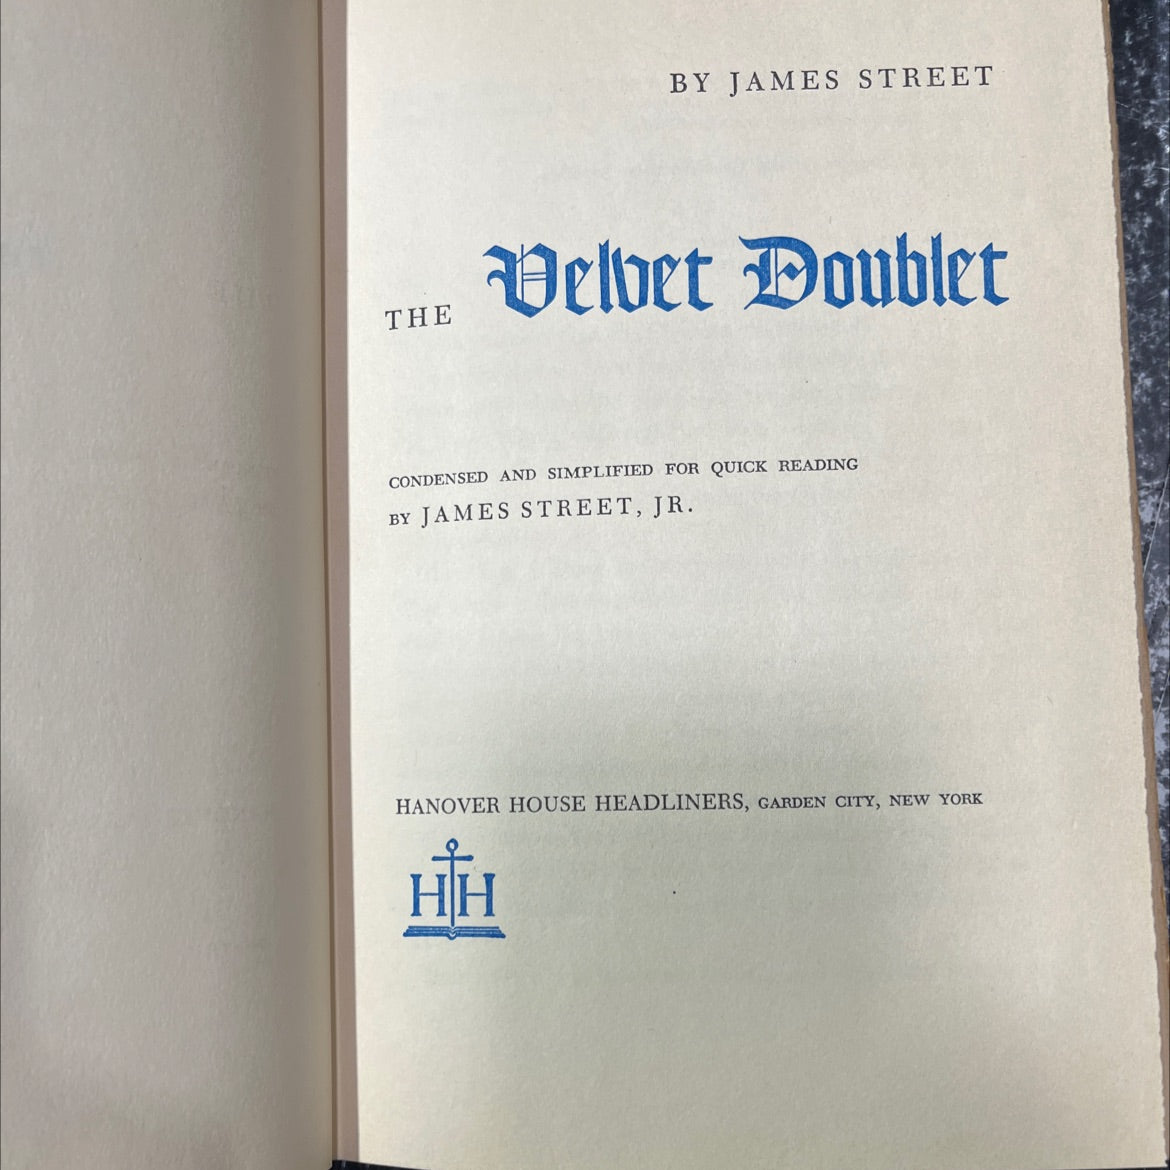 BY JAMES STREET
THE Velvet Doublet
CONDENSED AND SIMPLIFIED FOR QUICK READING
BY JAMES STREET, JR.
HANOVER HOUSE HEADLINERS, GARDEN CITY, NEW YORK
HH